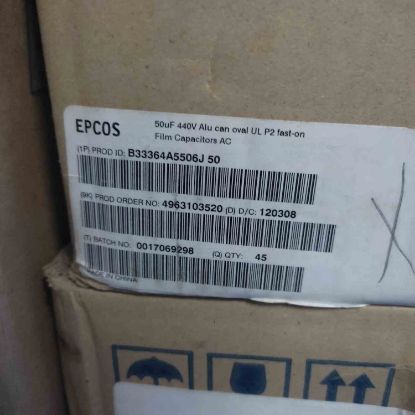 EPCOS
50uF 440V Alu can oval UL P2 fast-on
Film Capacitors AC
(1P) PROD ID: B33364A5506J 50
(9K) PROD ORDER NO: 4963103520 (D) D/C: 120308
(T) BATCH NO: 0017069298 (Q) QTY: 45
MADE IN CHINA